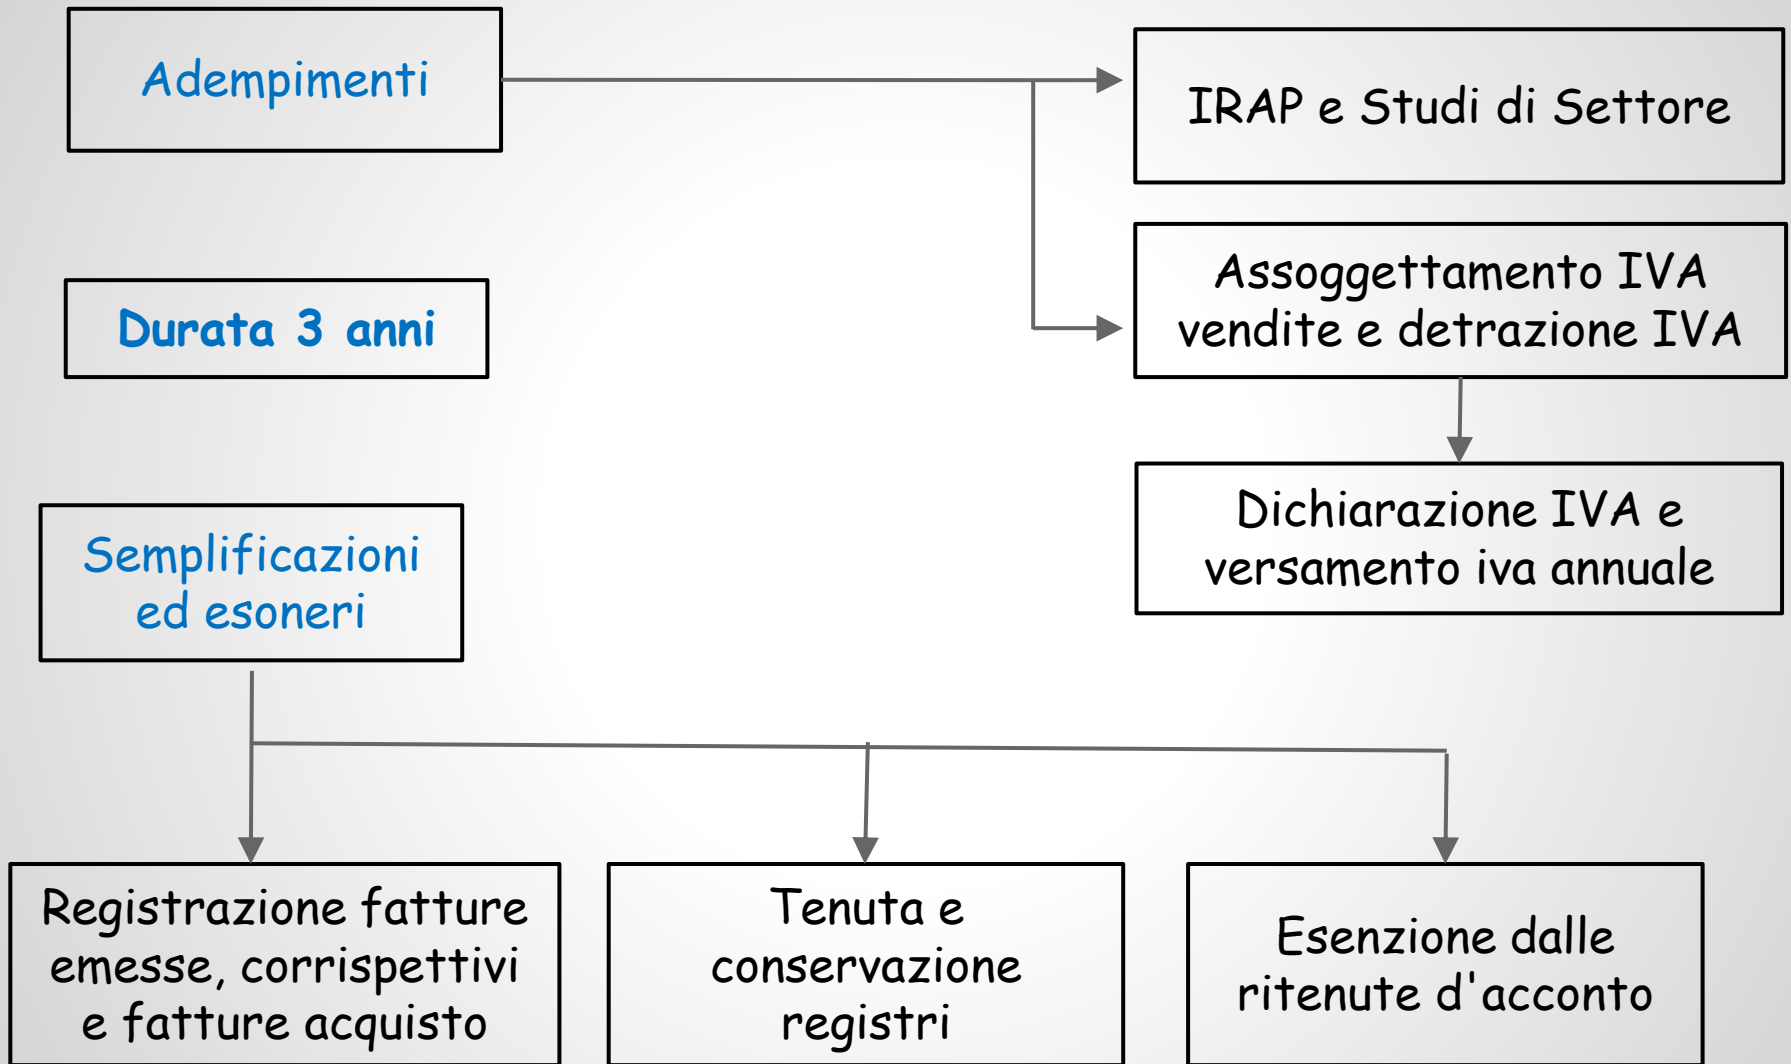 Adempimenti
IRAP e Studi di Settore
Assoggettamento IVA
vendite e detrazione IVA
Durata 3 anni
Dichiarazione IVA e
versamento iva annuale
Semplificazioni
ed esoneri
Registrazione fatture
emesse, corrispettivi
e fatture acquisto
Tenuta e
conservazione
registri
Esenzione dalle
ritenute d'acconto